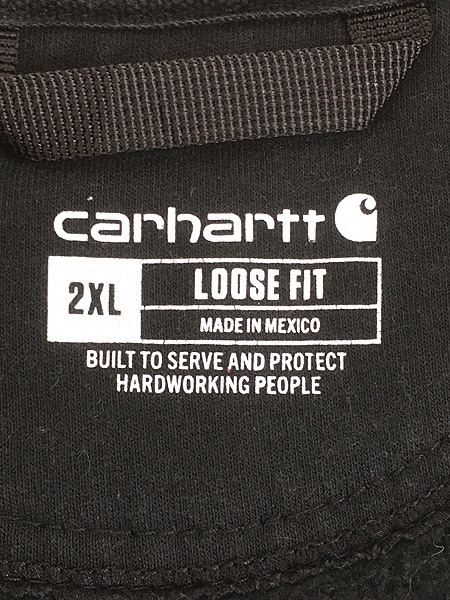 carhartt
2XL
LOOSE FIT
MADE IN MEXICO
BUILT TO SERVE AND PROTECT
HARDWORKING PEOPLE